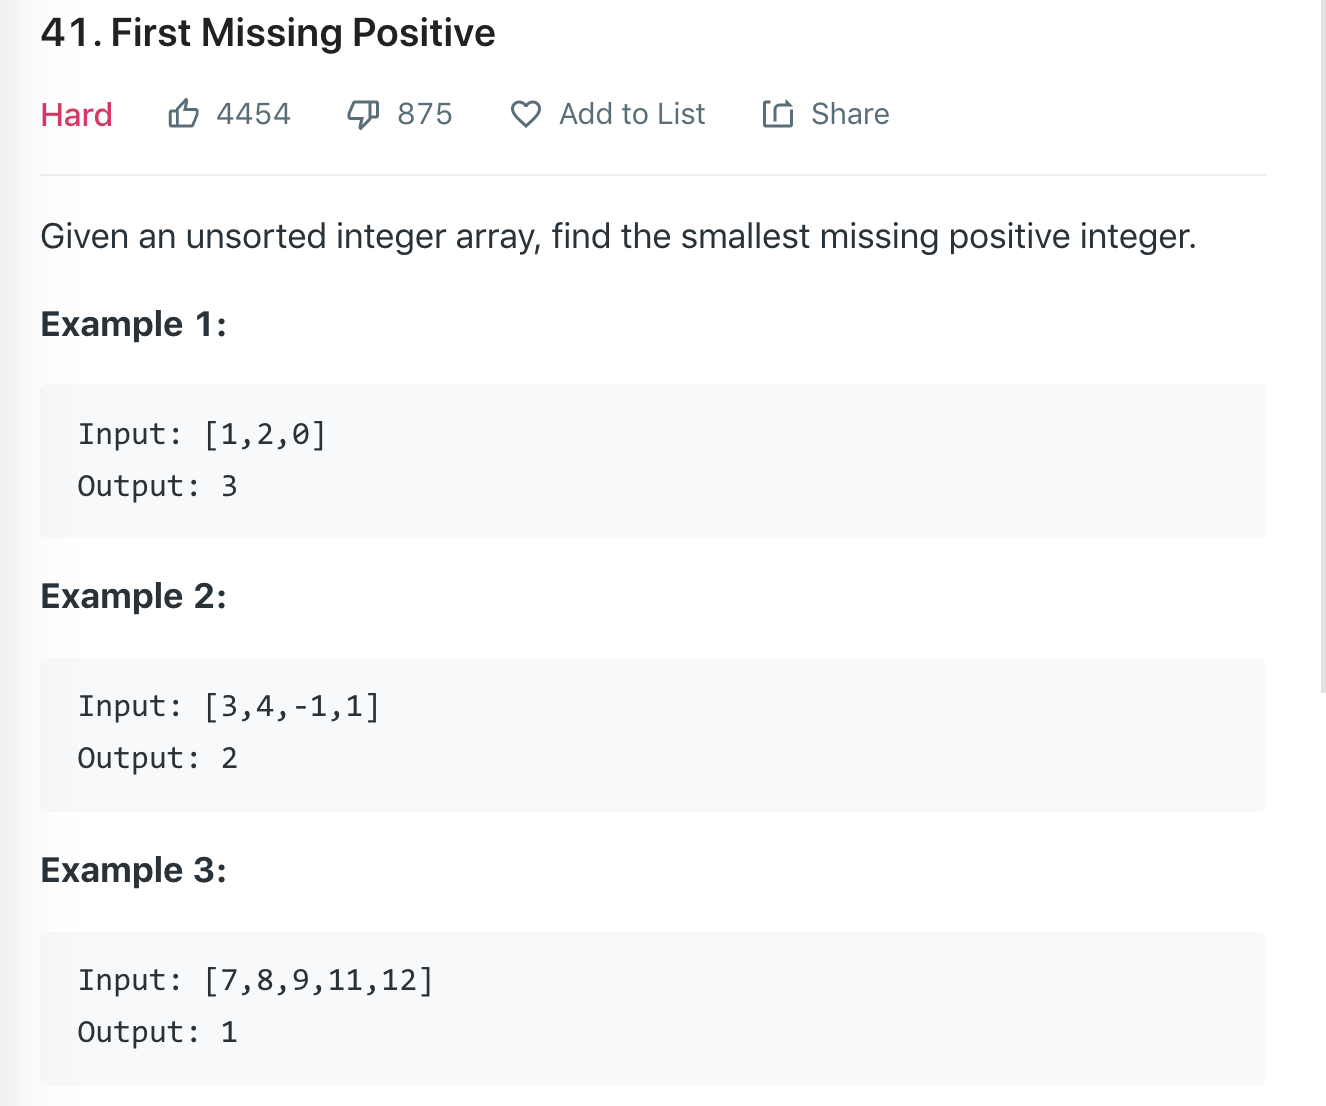 41. First Missing Positive
Hard 4454 875 Add to List Share
Given an unsorted integer array, find the smallest missing positive integer.
Example 1:
Input: [1,2,0]
Output: 3
Example 2:
Input: [3,4,-1,1]
Output: 2
Example 3:
Input: [7,8,9,11,12]
Output: 1